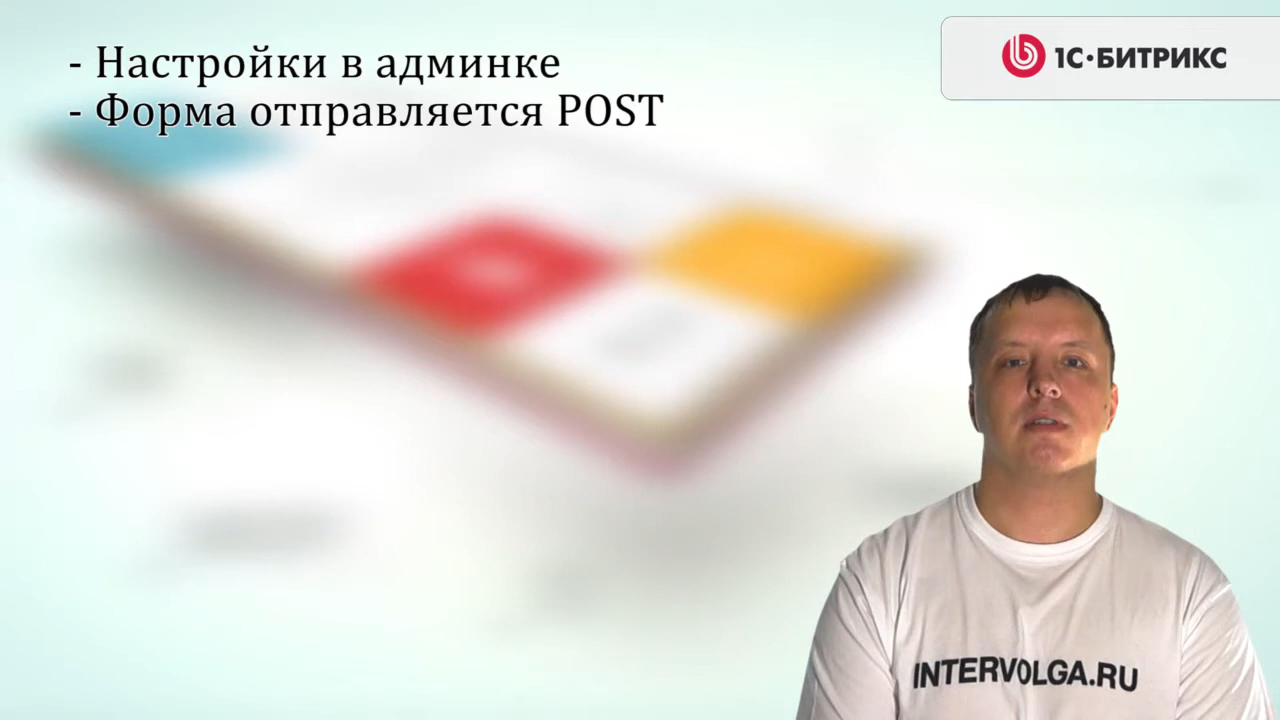 - Настройки в админке
- Форма отправляется POST
1С·БИТРИКС
INTERVOLGA.RU